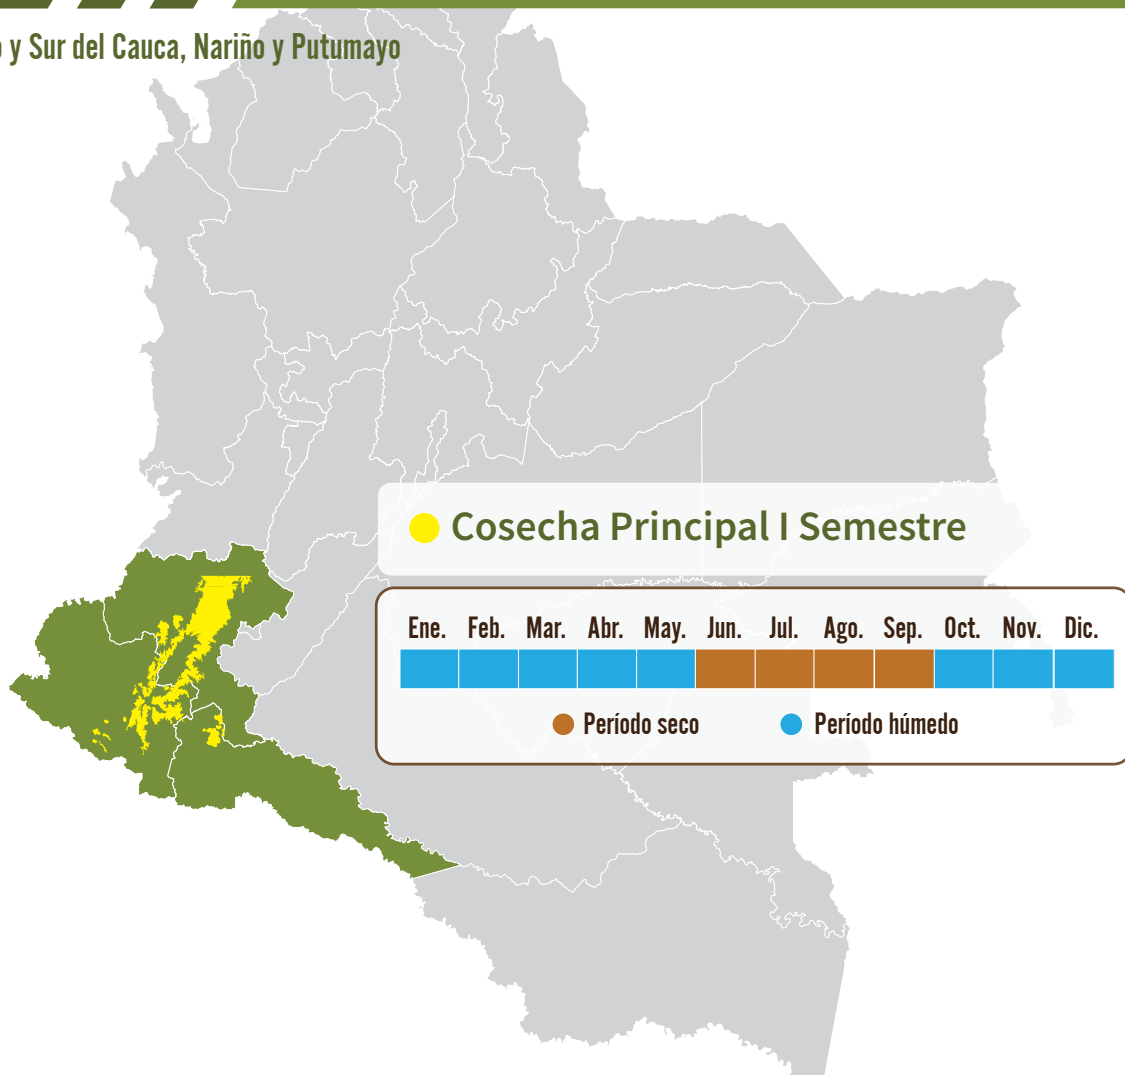 y Sur del Cauca, Nariño y Putumayo
Cosecha Principal I Semestre
Ene. Feb. Mar. Abr. May. Jun. Jul. Ago. Sep. Oct. Nov. Dic.
Período seco Período húmedo